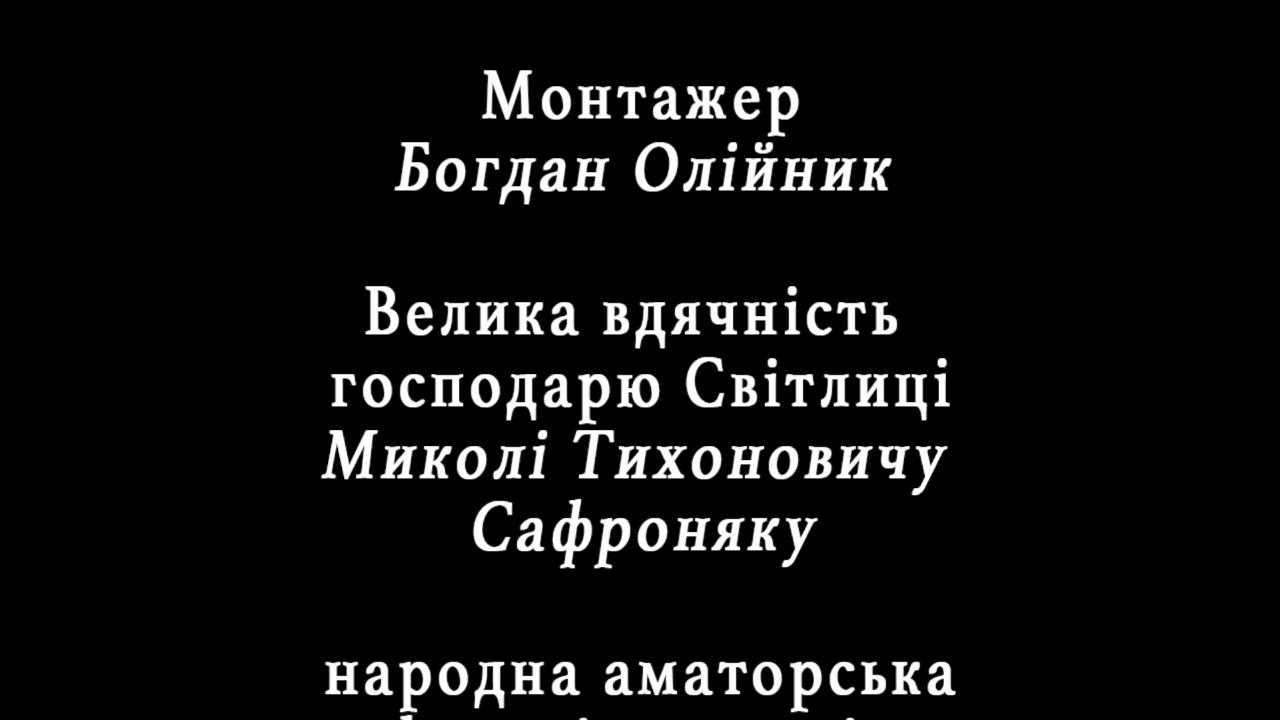 Монтажер
Богдан Олійник
Велика вдячність
господарю Світлиці
Миколі Тихоновичу
Сафроняку
народна аматорська